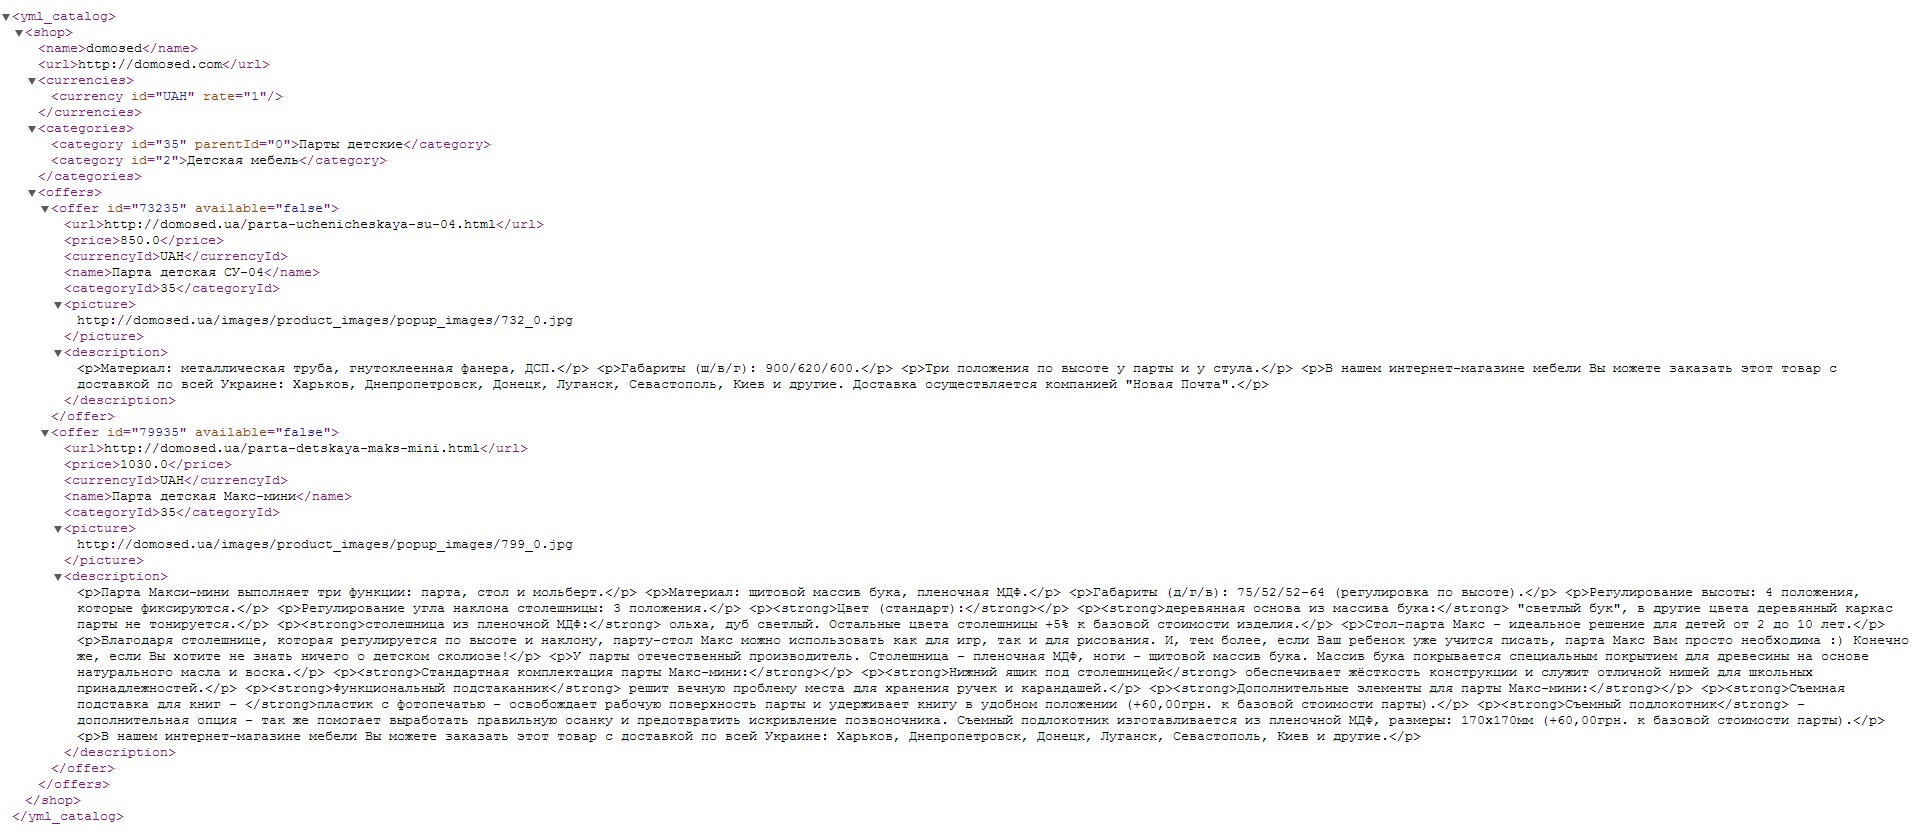 ▼<yml_catalog>
▼<shop>
<name>domosed</name>
<url>http://domosed.com</url>
▼<currencies>
<currency id="UAH" rate="1"/>
</currencies>
▼<categories>
<category id="35" parentId="0">Парты детские</category>
<category id="2">Детская мебель</category>
</categories>
▼<offers>
▼<offer id="73235" available="false">
<url>http://domosed.ua/parta-uchenicheskaya-su-04.html</url>
<price>850.0</price>
<currencyId>UAH</currencyId>
<name>Парта детская СУ-04</name>
<categoryId>35</categoryId>
▼<picture>
http://domosed.ua/images/product_images/popup_images/732_0.jpg
</picture>
▼<description>
<p>Материал: металлическая труба, гнутоклеенная фанера, ДСП.</p> <p>Габариты (ш/в/г): 900/620/600.</p> <p>Три положения по высоте у парты и у стула.</p> <p>В нашем интернет-магазине мебели Вы можете заказать этот товар с
доставкой по всей Украине: Харьков, Днепропетровск, Донецк, Луганск, Севастополь, Киев и другие. Доставка осуществляется компанией "Новая Почта".</p>
</description>
</offer>
▼<offer id="79935" available="false">
<url>http://domosed.ua/parta-detskaya-maks-mini.html</url>
<price>1030.0</price>
<currencyId>UAH</currencyId>
<name>Парта детская Макс-мини</name>
<categoryId>35</categoryId>
▼<picture>
http://domosed.ua/images/product_images/popup_images/799_0.jpg
</picture>
▼<description>
<p>Парта Макси-мини выполняет три функции: парта, стол и мольберт.</p> <p>Материал: щитовой массив бука, пленочная МДФ.</p> <p>Габариты (д/г/в): 75/52/52-64 (регулировка по высоте).</p> <p>Регулирование высоты: 4 положения,
которые фиксируются.</p> <p>Регулирование угла наклона столешницы: 3 положения.</p> <p><strong>Цвет (стандарт):</strong></p> <p><strong>деревянная основа из массива бука:</strong> "светлый бук", в другие цвета деревянный каркас
парты не тонируется.</p> <p><strong>столешница из пленочной МДФ:</strong> ольха, дуб светлый. Остальные цвета столешницы +5% к базовой стоимости изделия.</p> <p>Стол-парта Макс - идеальное решение для детей от 2 до 10 лет.</p>
<p>Благодаря столешнице, которая регулируется по высоте и наклону, парту-стол Макс можно использовать как для игр, так и для рисования. И, тем более, если Ваш ребенок уже учится писать, парта Макс Вам просто необходима :) Конечно
же, если Вы хотите не знать ничего о детском сколиозе!</p> <p>У парты отечественный производитель. Столешница - пленочная МДФ, ноги - щитовой массив бука. Массив бука покрывается специальным покрытием для древесины на основе
натурального масла и воска.</p> <p><strong>Стандартная комплектация парты Макс-мини:</strong></p> <p><strong>Нижний ящик под столешницей</strong> обеспечивает жёсткость конструкции и служит отличной нишей для школьных
принадлежностей.</p> <p><strong>Функциональный подстаканник</strong> решит вечную проблему места для хранения ручек и карандашей.</p> <p><strong>Дополнительные элементы для парты Макс-мини:</strong></p> <p><strong>Съемная
подставка для книг - </strong>пластик с фотопечатью - освобождает рабочую поверхность парты и удерживает книгу в удобном положении (+60,00грн. к базовой стоимости парты).</p> <p><strong>Съемный подлокотник</strong> -
дополнительная опция - так же помогает выработать правильную осанку и предотвратить искривление позвоночника. Съемный подлокотник изготавливается из пленочной МДФ, размеры: 170х170мм (+60,00грн. к базовой стоимости парты).</p>
<p>В нашем интернет-магазине мебели Вы можете заказать этот товар с доставкой по всей Украине: Харьков, Днепропетровск, Донецк, Луганск, Севастополь, Киев и другие.</p>
</description>
</offer>
</offers>
</shop>
</yml_catalog>